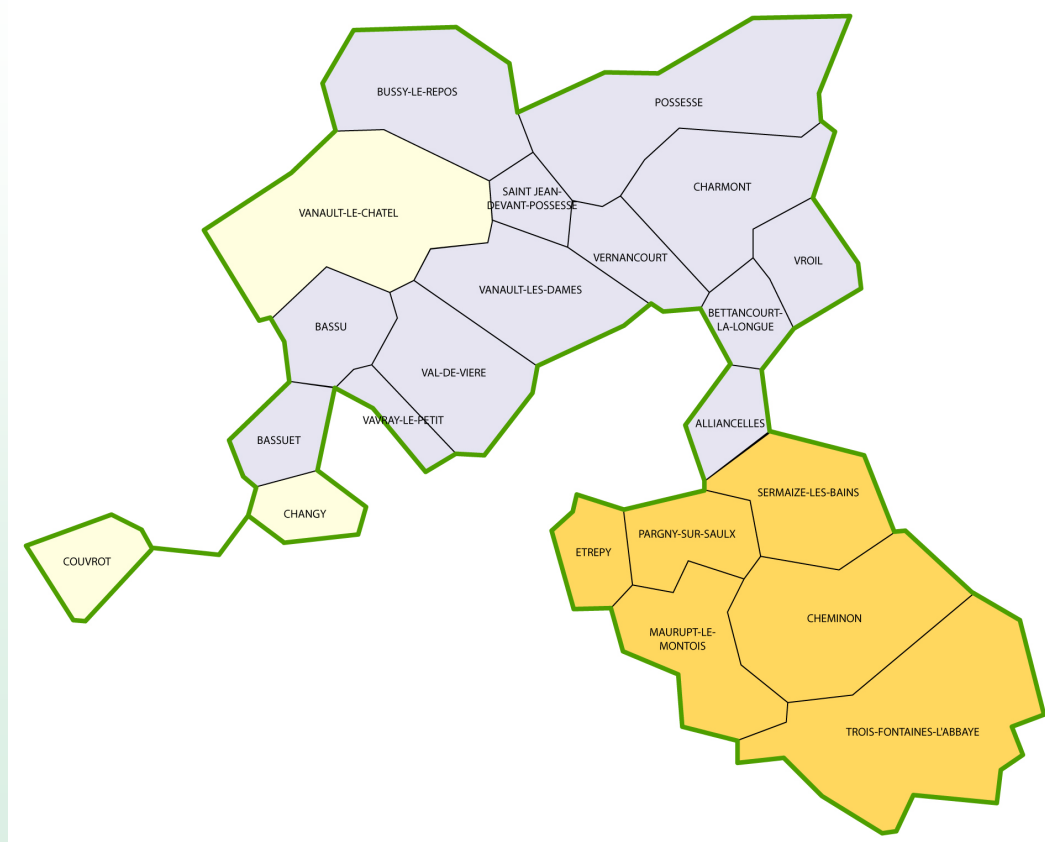 BUSSY-LE-REPOS
POSSESSE
SAINT JEAN-
DEVANT-POSSESSE
CHARMONT
VANAULT-LE-CHATEL
VERNANCOURT
VROIL
VANAULT-LES-DAMES
BETTANCOURT-
LA-LONGUE
BASSU
VAL-DE-VIERE
VAVRAY-LE-PETIT
ALLIANCELLES
BASSUET
SERMAIZE-LES-BAINS
CHANGY
PARGNY-SUR-SAULX
ETREPY
COUVROT
CHEMINON
MAURUPT-LE-
MONTOIS
TROIS-FONTAINES-L'ABBAYE